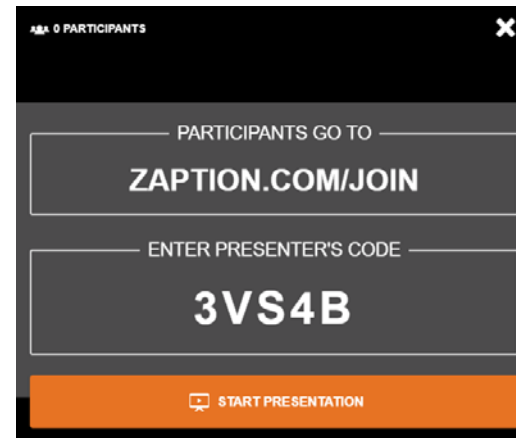 0 PARTICIPANTS
PARTICIPANTS GO TO
ZAPTION.COM/JOIN
ENTER PRESENTER'S CODE
3VS4B
START PRESENTATION